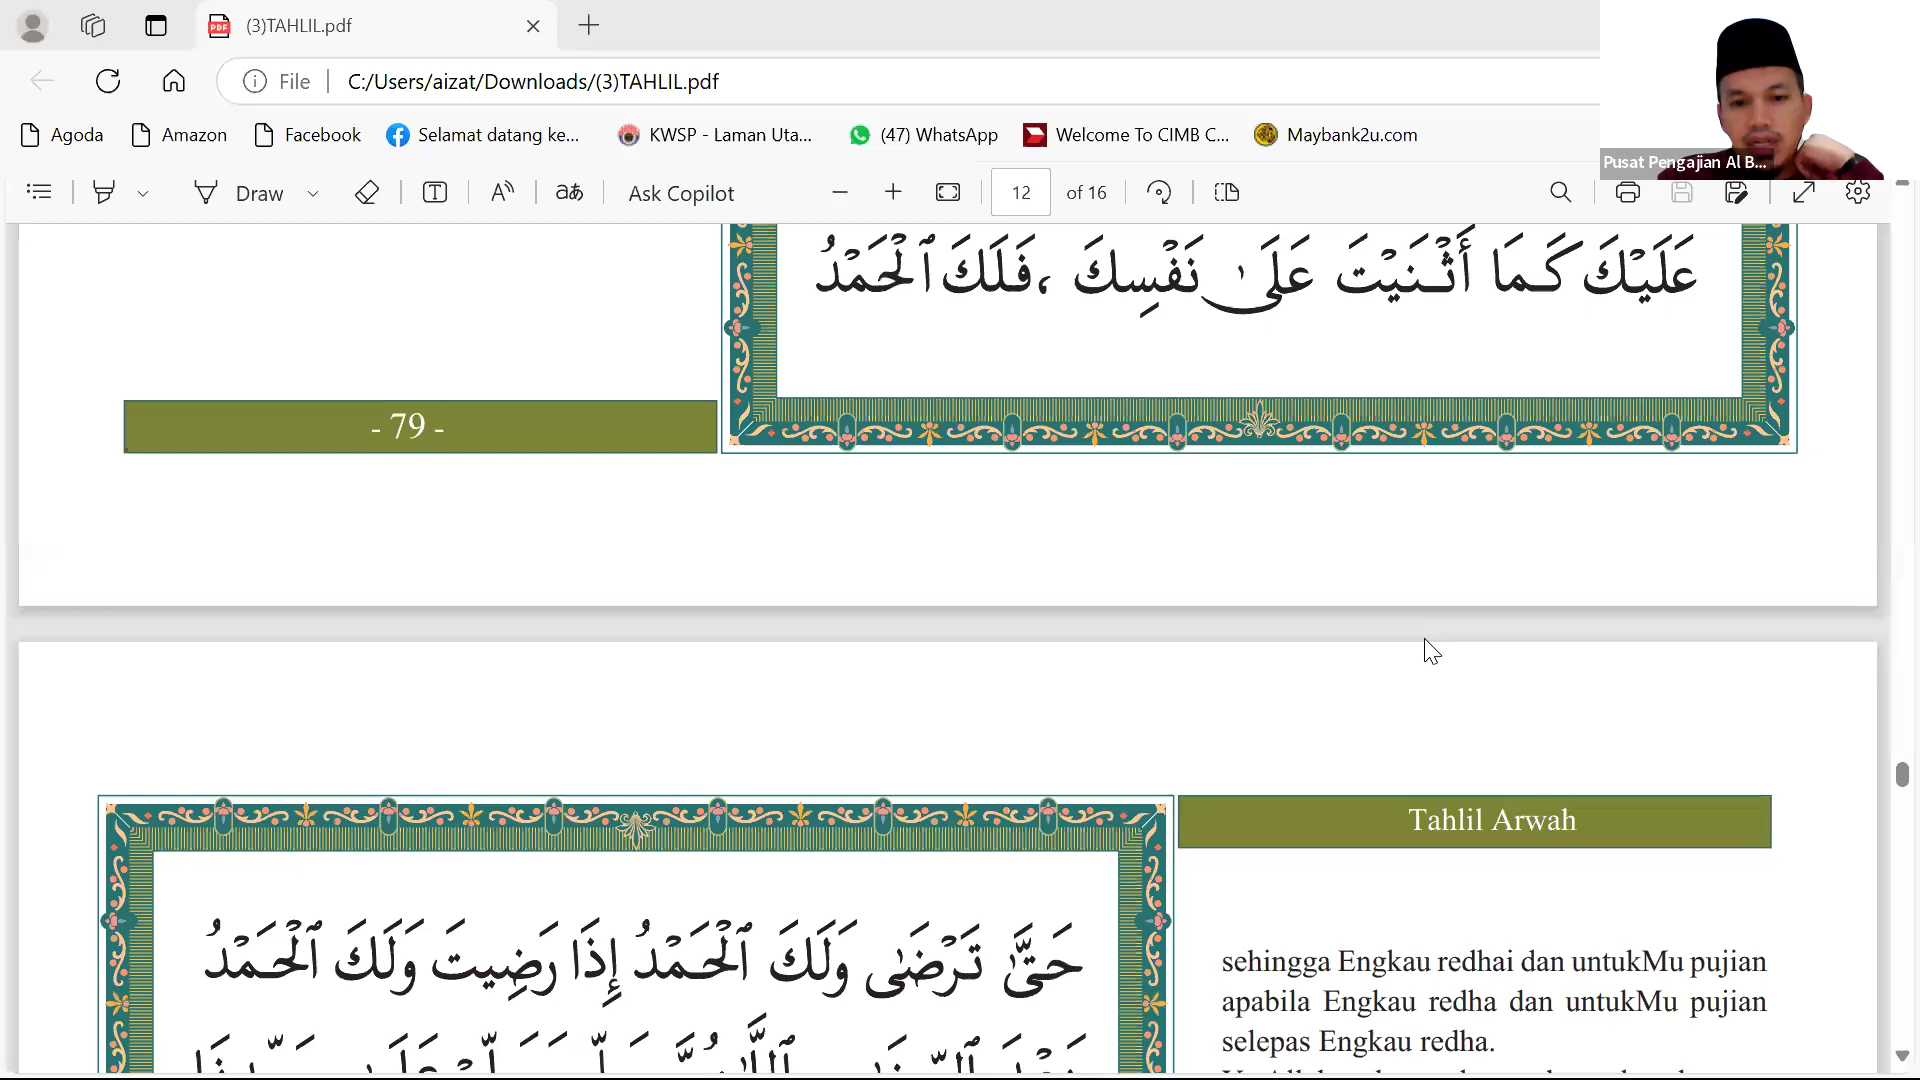 (3)TAHLIL.pdf
File
C:/Users/aizat/Downloads/(3)TAHLIL.pdf
Agoda
Amazon
Facebook
Selamat datang ke...
KWSP - Laman Uta...
(47) WhatsApp
Welcome To CIMB C...
Maybank2u.com
Pusat Pengajian Al B...
Draw
Ask Copilot
12 of 16
عَلَيْكَ كَمَا أَثْنَيْتَ عَلَىٰ نَفْسِكَ ،فَلَكَ ٱلْحَمْدُ
- 79 -
Tahlil Arwah
حَتَّىٰ تَرْضَىٰ وَلَكَ ٱلْحَمْدُ إِذَا رَضِيتَ وَلَكَ ٱلْحَمْدُ
sehingga Engkau redhai dan untukMu pujian
apabila Engkau redha dan untukMu pujian
selepas Engkau redha.